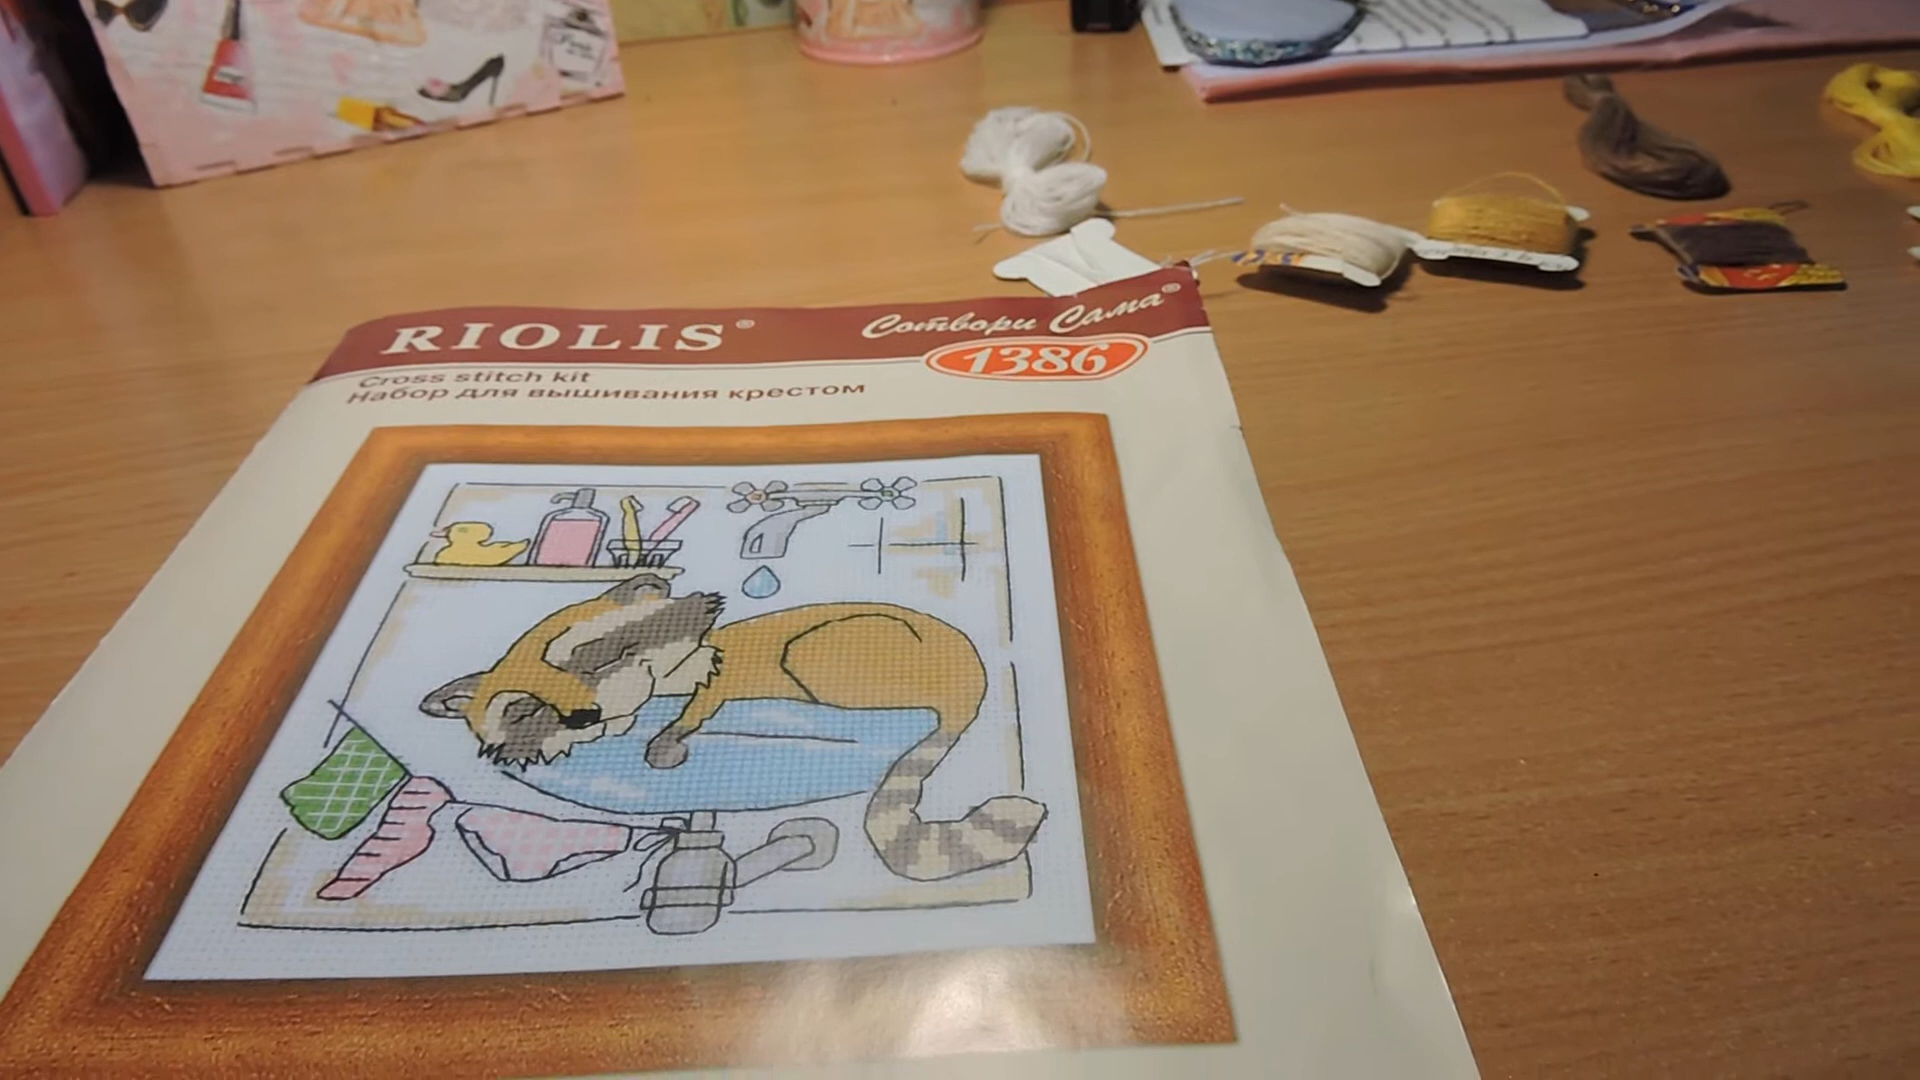 RIOLIS®
Сотвори Сама®
1386
Cross stitch kit
Набор для вышивания крестом